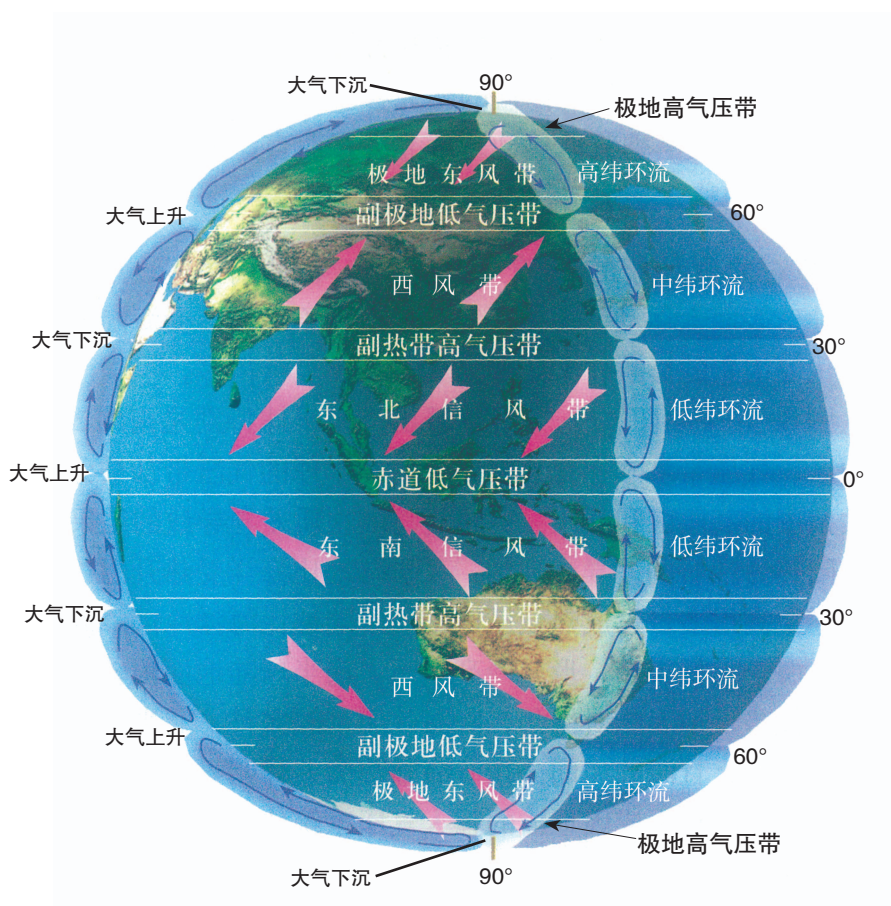 90°
大气下沉
极地高气压带
极地东风带
高纬环流
大气上升
副极地低气压带
60°
西风带
中纬环流
大气下沉
副热带高气压带
30°
东北信风带
低纬环流
大气上升
赤道低气压带
0°
东南信风带
低纬环流
大气下沉
副热带高气压带
30°
西风带
中纬环流
大气上升
副极地低气压带
60°
极地东风带
高纬环流
极地高气压带
大气下沉
90°